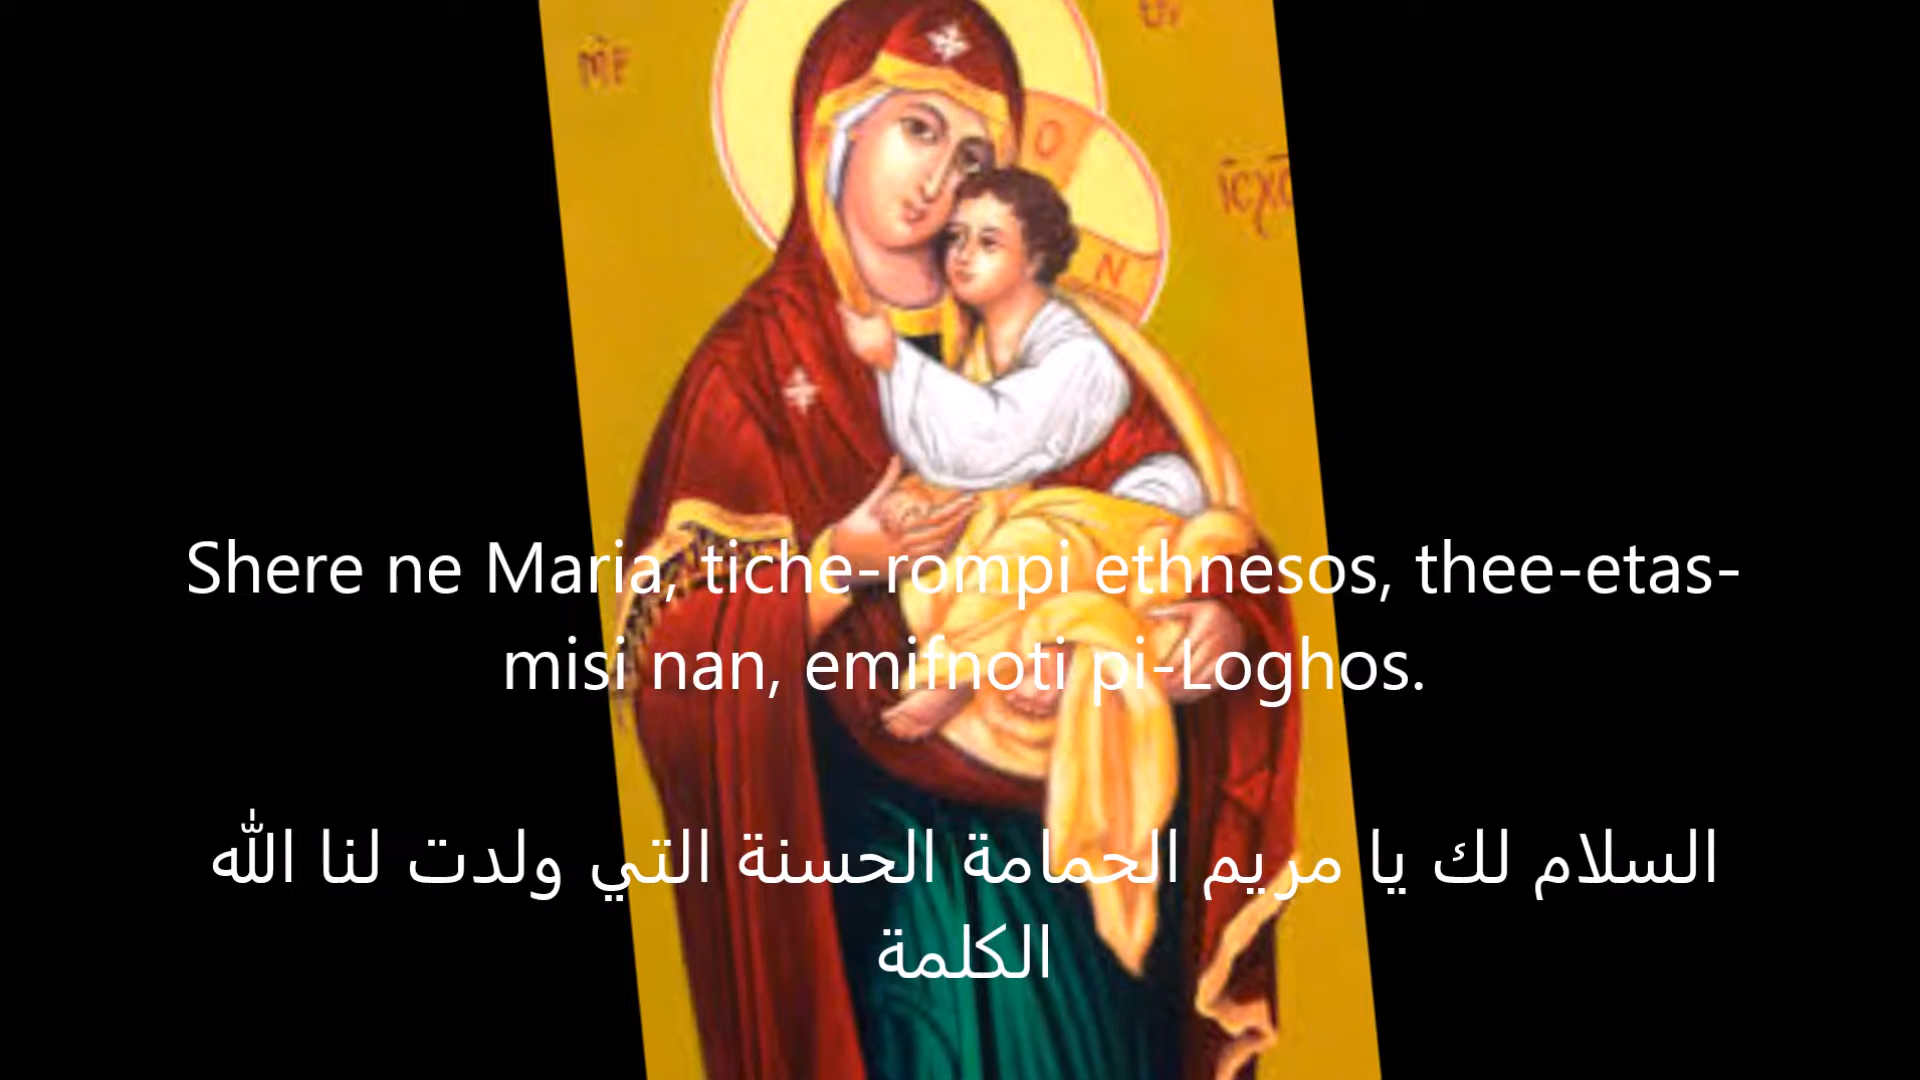 Shere ne Maria, tiche-rompi ethnesos, thee-etas-
misi nan, emifnoti pi-Loghos.
السلام لك يا مريم الحمامة الحسنة التي ولدت لنا الله
الكلمة
O
N